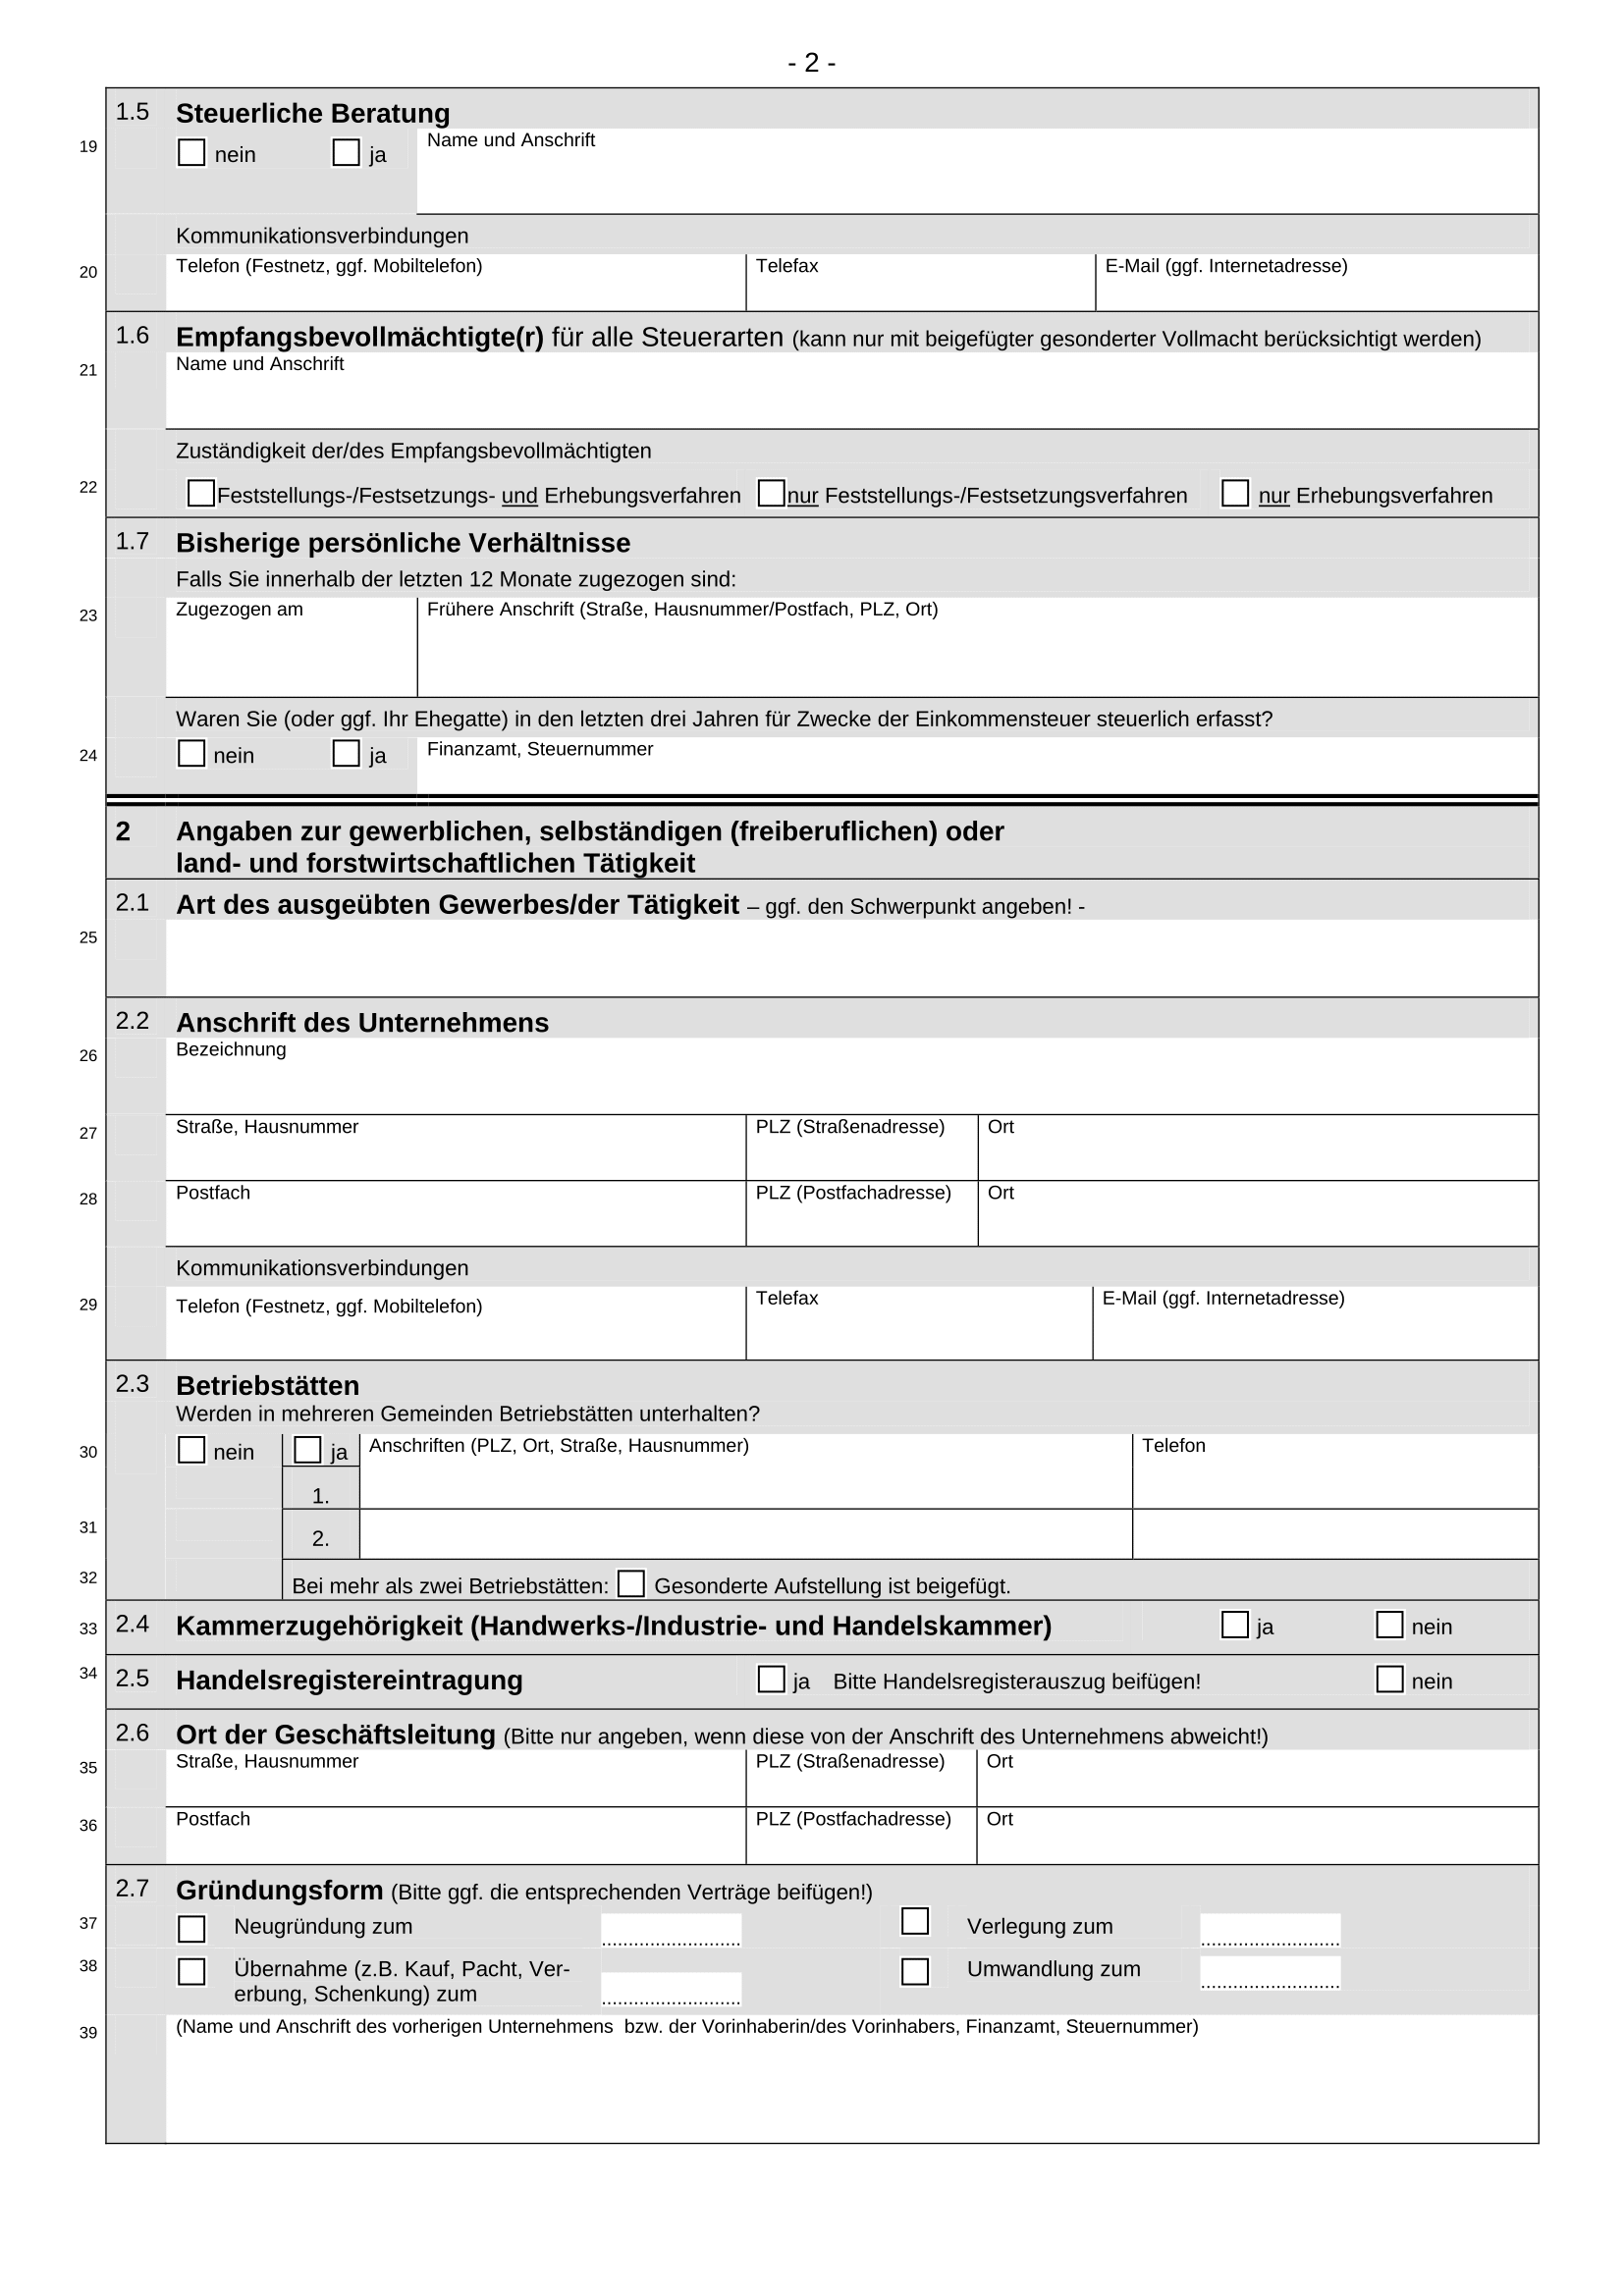 - 2 -
1.5 Steuerliche Beratung
19 nein ja Name und Anschrift
Kommunikationsverbindungen
20 Telefon (Festnetz, ggf. Mobiltelefon) Telefax E-Mail (ggf. Internetadresse)
1.6 Empfangsbevollmächtigte(r) für alle Steuerarten (kann nur mit beigefügter gesonderter Vollmacht berücksichtigt werden)
21 Name und Anschrift
Zuständigkeit der/des Empfangsbevollmächtigten
22 Feststellungs-/Festsetzungs- und Erhebungsverfahren nur Feststellungs-/Festsetzungsverfahren nur Erhebungsverfahren
1.7 Bisherige persönliche Verhältnisse
Falls Sie innerhalb der letzten 12 Monate zugezogen sind:
23 Zugezogen am Frühere Anschrift (Straße, Hausnummer/Postfach, PLZ, Ort)
Waren Sie (oder ggf. Ihr Ehegatte) in den letzten drei Jahren für Zwecke der Einkommensteuer steuerlich erfasst?
24 nein ja Finanzamt, Steuernummer
2 Angaben zur gewerblichen, selbständigen (freiberuflichen) oder
land- und forstwirtschaftlichen Tätigkeit
2.1 Art des ausgeübten Gewerbes/der Tätigkeit – ggf. den Schwerpunkt angeben! -
25
2.2 Anschrift des Unternehmens
26 Bezeichnung
27 Straße, Hausnummer PLZ (Straßenadresse) Ort
28 Postfach PLZ (Postfachadresse) Ort
Kommunikationsverbindungen
29 Telefon (Festnetz, ggf. Mobiltelefon) Telefax E-Mail (ggf. Internetadresse)
2.3 Betriebstätten
Werden in mehreren Gemeinden Betriebstätten unterhalten?
30 nein ja Anschriften (PLZ, Ort, Straße, Hausnummer) Telefon
1.
31 2.
32 Bei mehr als zwei Betriebstätten: Gesonderte Aufstellung ist beigefügt.
33 2.4 Kammerzugehörigkeit (Handwerks-/Industrie- und Handelskammer) ja nein
34 2.5 Handelsregistereintragung ja Bitte Handelsregisterauszug beifügen! nein
2.6 Ort der Geschäftsleitung (Bitte nur angeben, wenn diese von der Anschrift des Unternehmens abweicht!)
35 Straße, Hausnummer PLZ (Straßenadresse) Ort
36 Postfach PLZ (Postfachadresse) Ort
2.7 Gründungsform (Bitte ggf. die entsprechenden Verträge beifügen!)
37 Neugründung zum .......................... Verlegung zum ..........................
38 Übernahme (z.B. Kauf, Pacht, Ver- Umwandlung zum ..........................
erbung, Schenkung) zum ..........................
39 (Name und Anschrift des vorherigen Unternehmens bzw. der Vorinhaberin/des Vorinhabers, Finanzamt, Steuernummer)